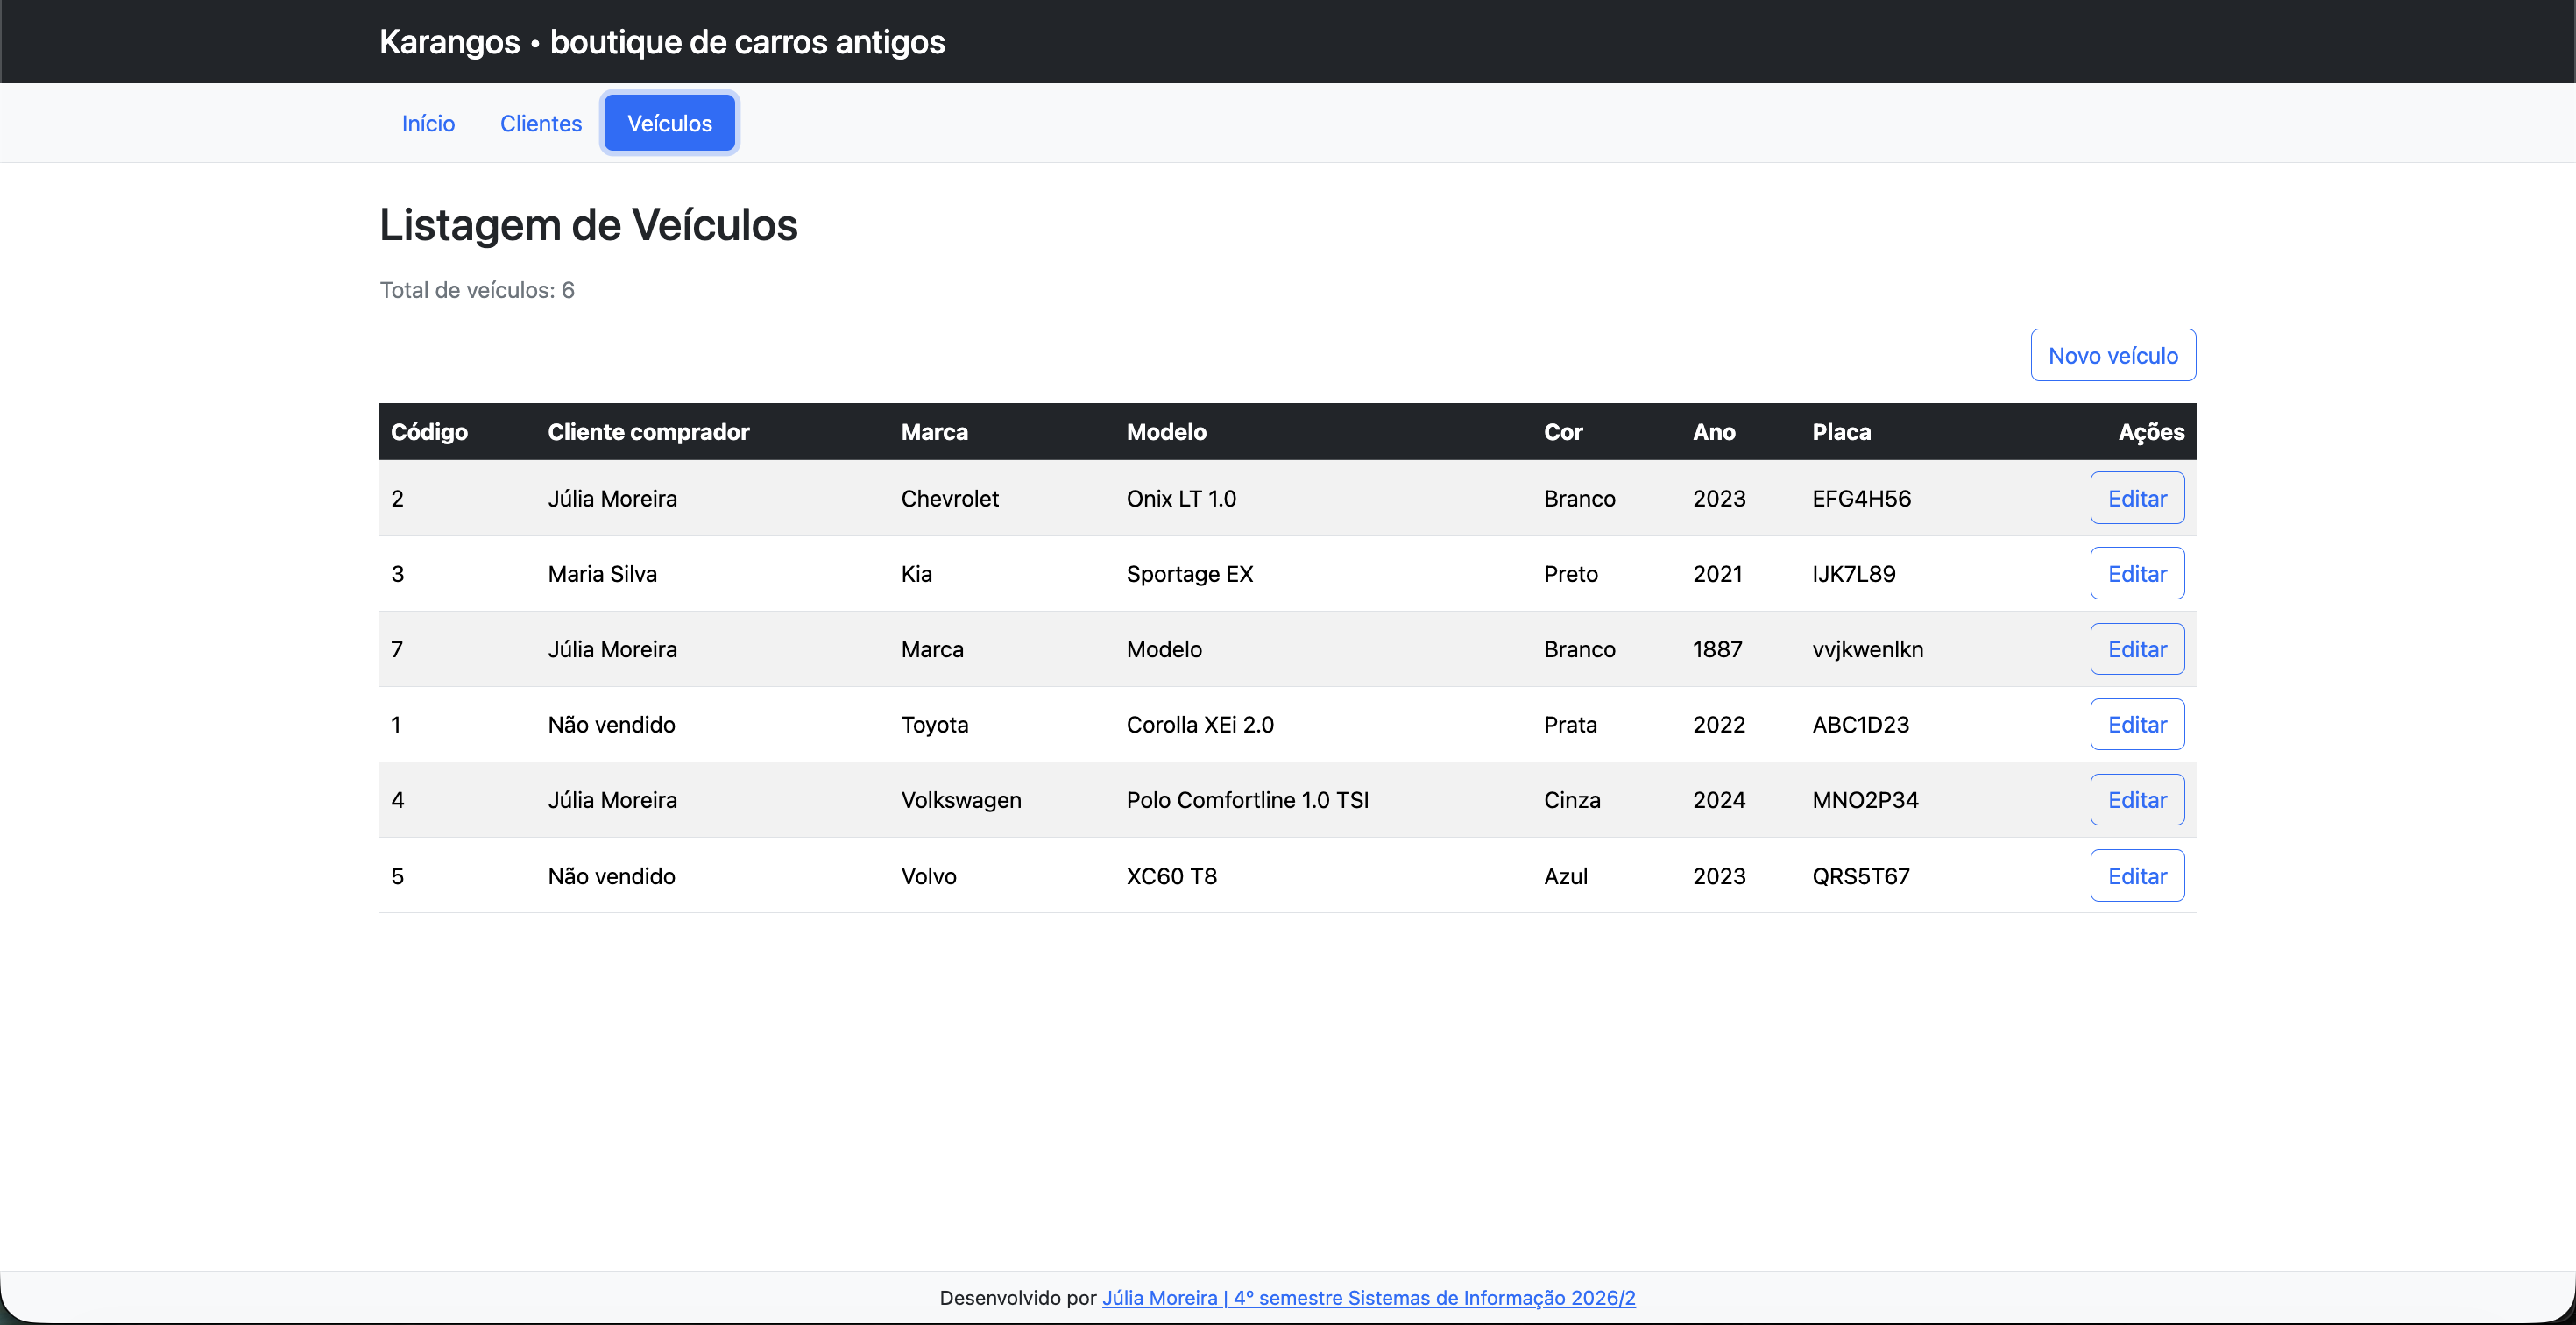 Karangos • boutique de carros antigos
Início Clientes Veículos
Listagem de Veículos
Total de veículos: 6
Novo veículo
Código Cliente comprador Marca Modelo Cor Ano Placa Ações
2 Júlia Moreira Chevrolet Onix LT 1.0 Branco 2023 EFG4H56 Editar
3 Maria Silva Kia Sportage EX Preto 2021 IJK7L89 Editar
7 Júlia Moreira Marca Modelo Branco 1887 vvjkwenlkn Editar
1 Não vendido Toyota Corolla XEi 2.0 Prata 2022 ABC1D23 Editar
4 Júlia Moreira Volkswagen Polo Comfortline 1.0 TSI Cinza 2024 MNO2P34 Editar
5 Não vendido Volvo XC60 T8 Azul 2023 QRS5T67 Editar
Desenvolvido por Júlia Moreira | 4º semestre Sistemas de Informação 2026/2